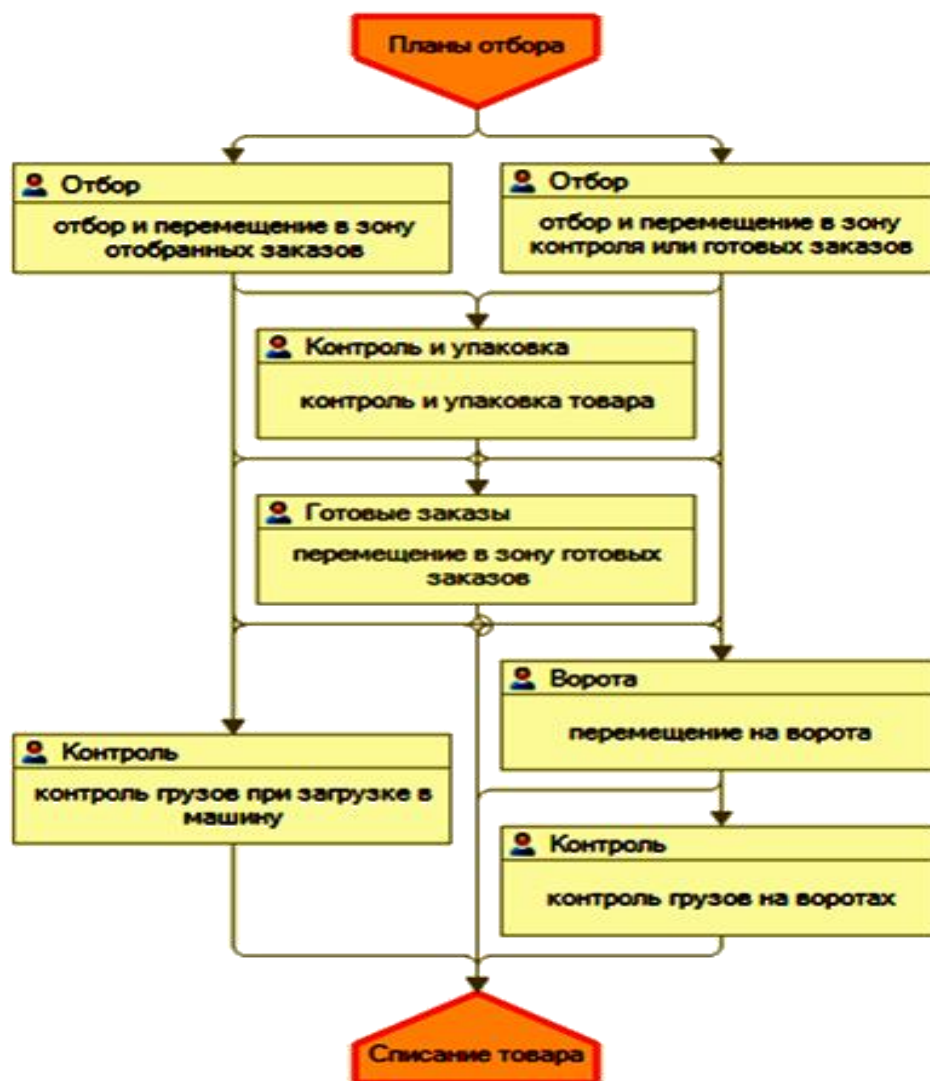 Планы отбора
Отбор
отбор и перемещение в зону
отобранных заказов
Отбор
отбор и перемещение в зону
контроля или готовых заказов
Контроль и упаковка
контроль и упаковка товара
Готовые заказы
перемещение в зону готовых
заказов
Ворота
перемещение на ворота
Контроль
контроль грузов при загрузке в
машину
Контроль
контроль грузов на воротах
Списание товара